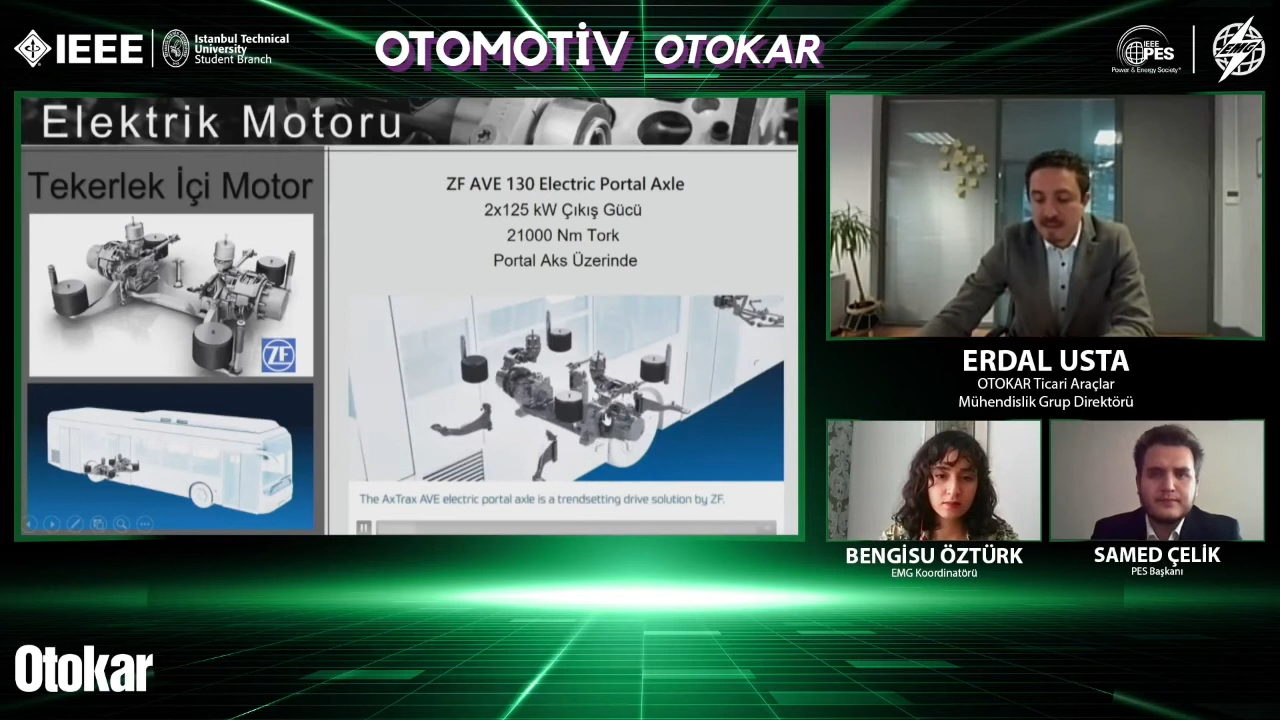 IEEE
Istanbul Technical
University
Student Branch
OTOMOTİV OTOKAR
IEEE
PES
Power & Energy Society®
EMG
Elektrik Motoru
Tekerlek İçi Motor
ZF
ZF AVE 130 Electric Portal Axle
2x125 kW Çıkış Gücü
21000 Nm Tork
Portal Aks Üzerinde
The AxTrax AVE electric portal axle is a trendsetting drive solution by ZF.
ERDAL USTA
OTOKAR Ticari Araçlar
Mühendislik Grup Direktörü
BENGİSU ÖZTÜRK
EMG Koordinatörü
SAMED ÇELİK
PES Başkanı
Otokar